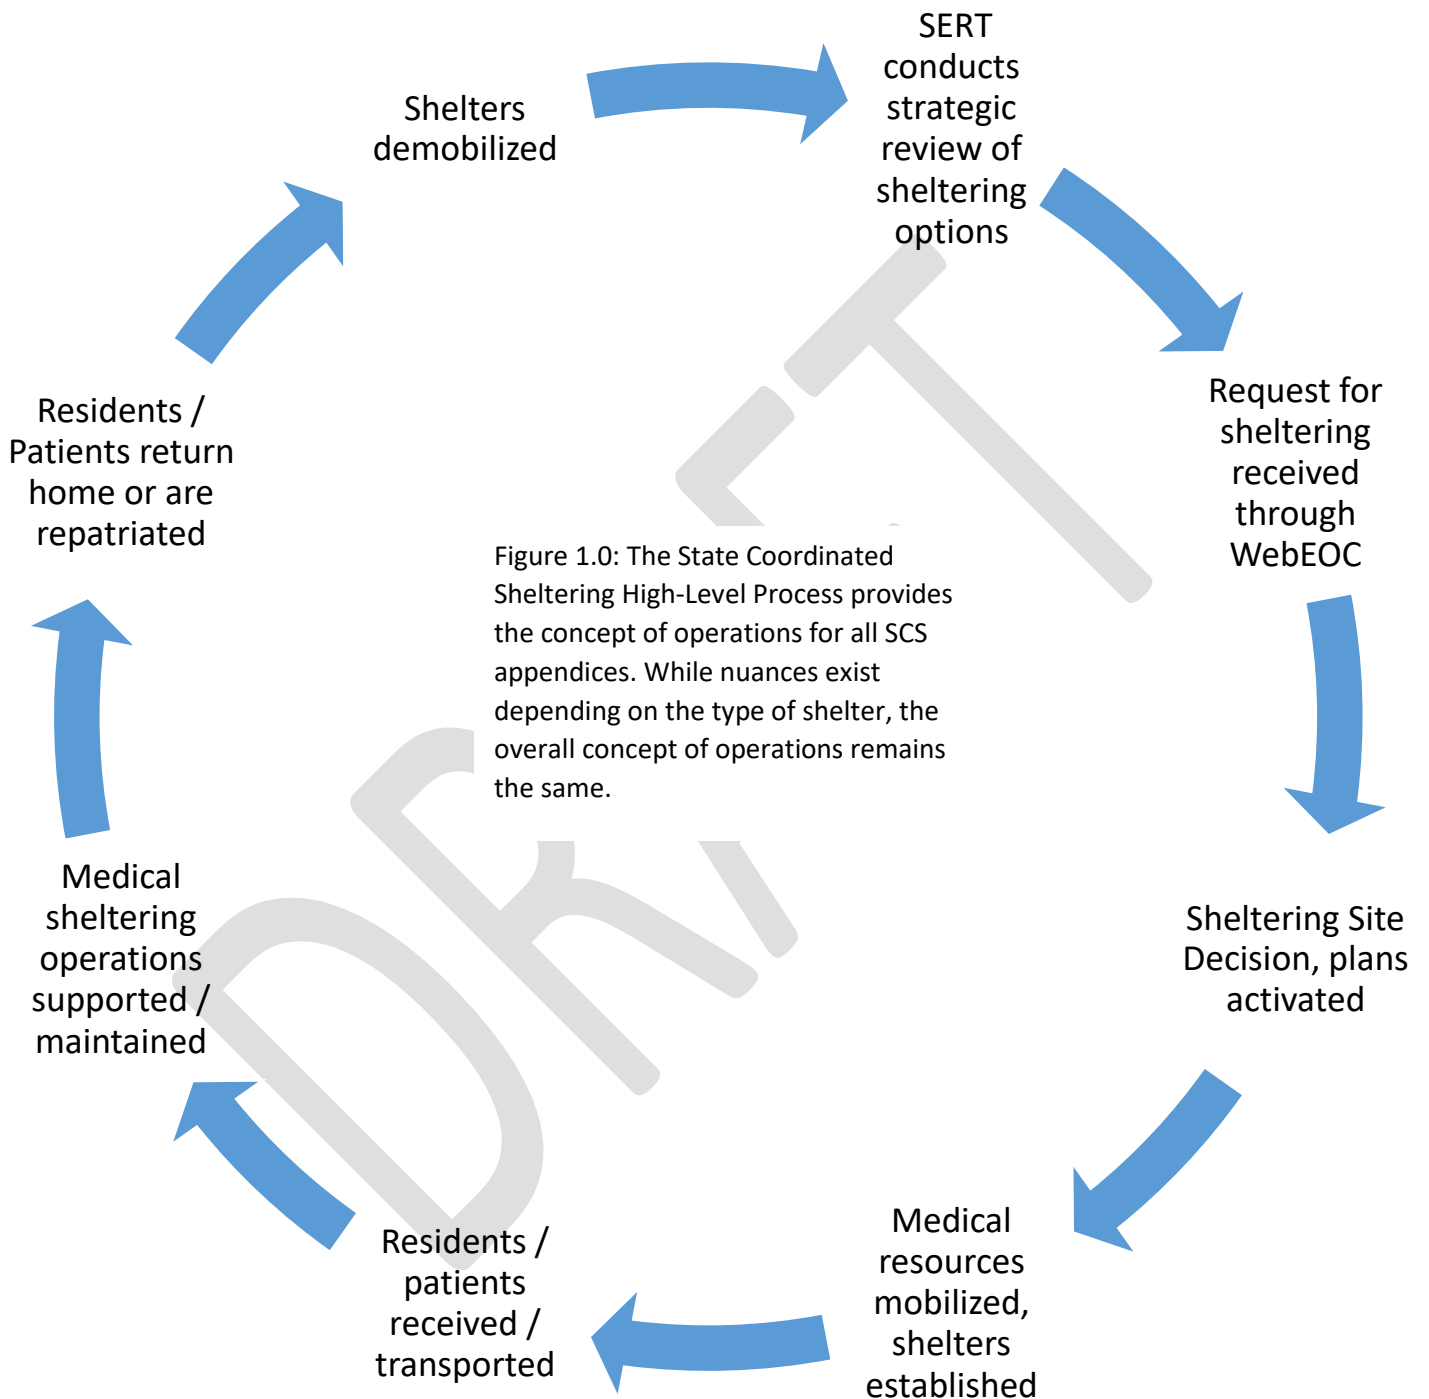 SERT
conducts
strategic
review of
sheltering
options
Request for
sheltering
received
through
WebEOC
Sheltering Site
Decision, plans
activated
Medical
resources
mobilized,
shelters
established
Residents /
patients
received /
transported
Medical
sheltering
operations
supported /
maintained
Residents /
Patients return
home or are
repatriated
Shelters
demobilized
Figure 1.0: The State Coordinated
Sheltering High-Level Process provides
the concept of operations for all SCS
appendices. While nuances exist
depending on the type of shelter, the
overall concept of operations remains
the same.
DRAFT